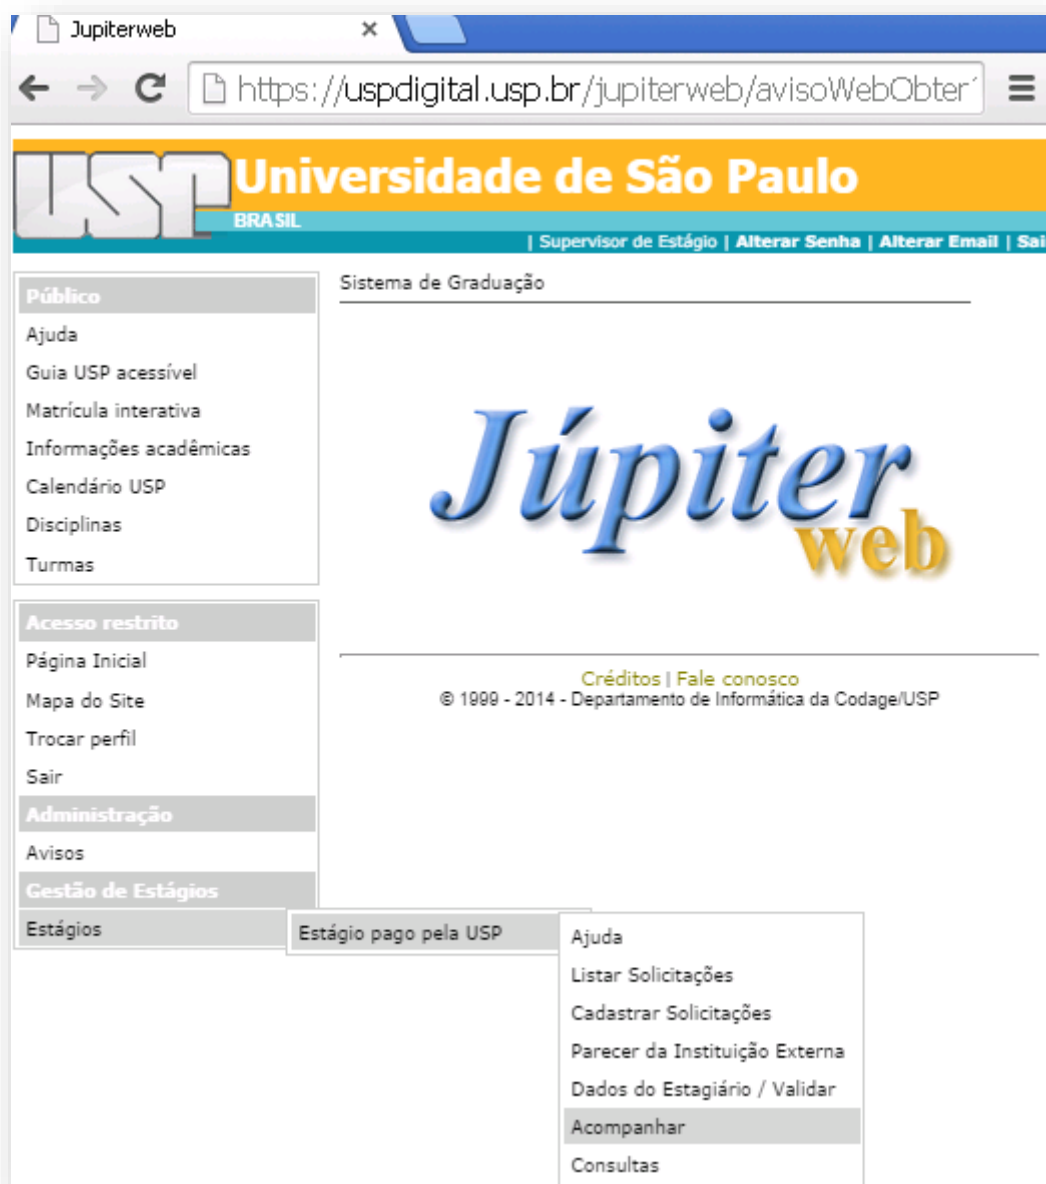 Jupiterweb
https://uspdigital.usp.br/jupiterweb/avisoWebObter
USP
Universidade de São Paulo
BRASIL
| Supervisor de Estágio | Alterar Senha | Alterar Email | Sai
Público
Ajuda
Guia USP acessível
Matrícula interativa
Informações acadêmicas
Calendário USP
Disciplinas
Turmas
Sistema de Graduação
Júpiter
web
Créditos | Fale conosco
© 1999 - 2014 - Departamento de Informática da Codage/USP
Acesso restrito
Página Inicial
Mapa do Site
Trocar perfil
Sair
Administração
Avisos
Gestão de Estágios
Estágios
Estágio pago pela USP
Ajuda
Listar Solicitações
Cadastrar Solicitações
Parecer da Instituição Externa
Dados do Estagiário / Validar
Acompanhar
Consultas